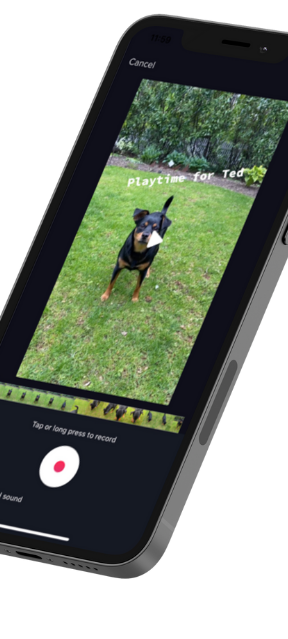 Cancel
Playtime for Ted
Tap or long press to record
sound